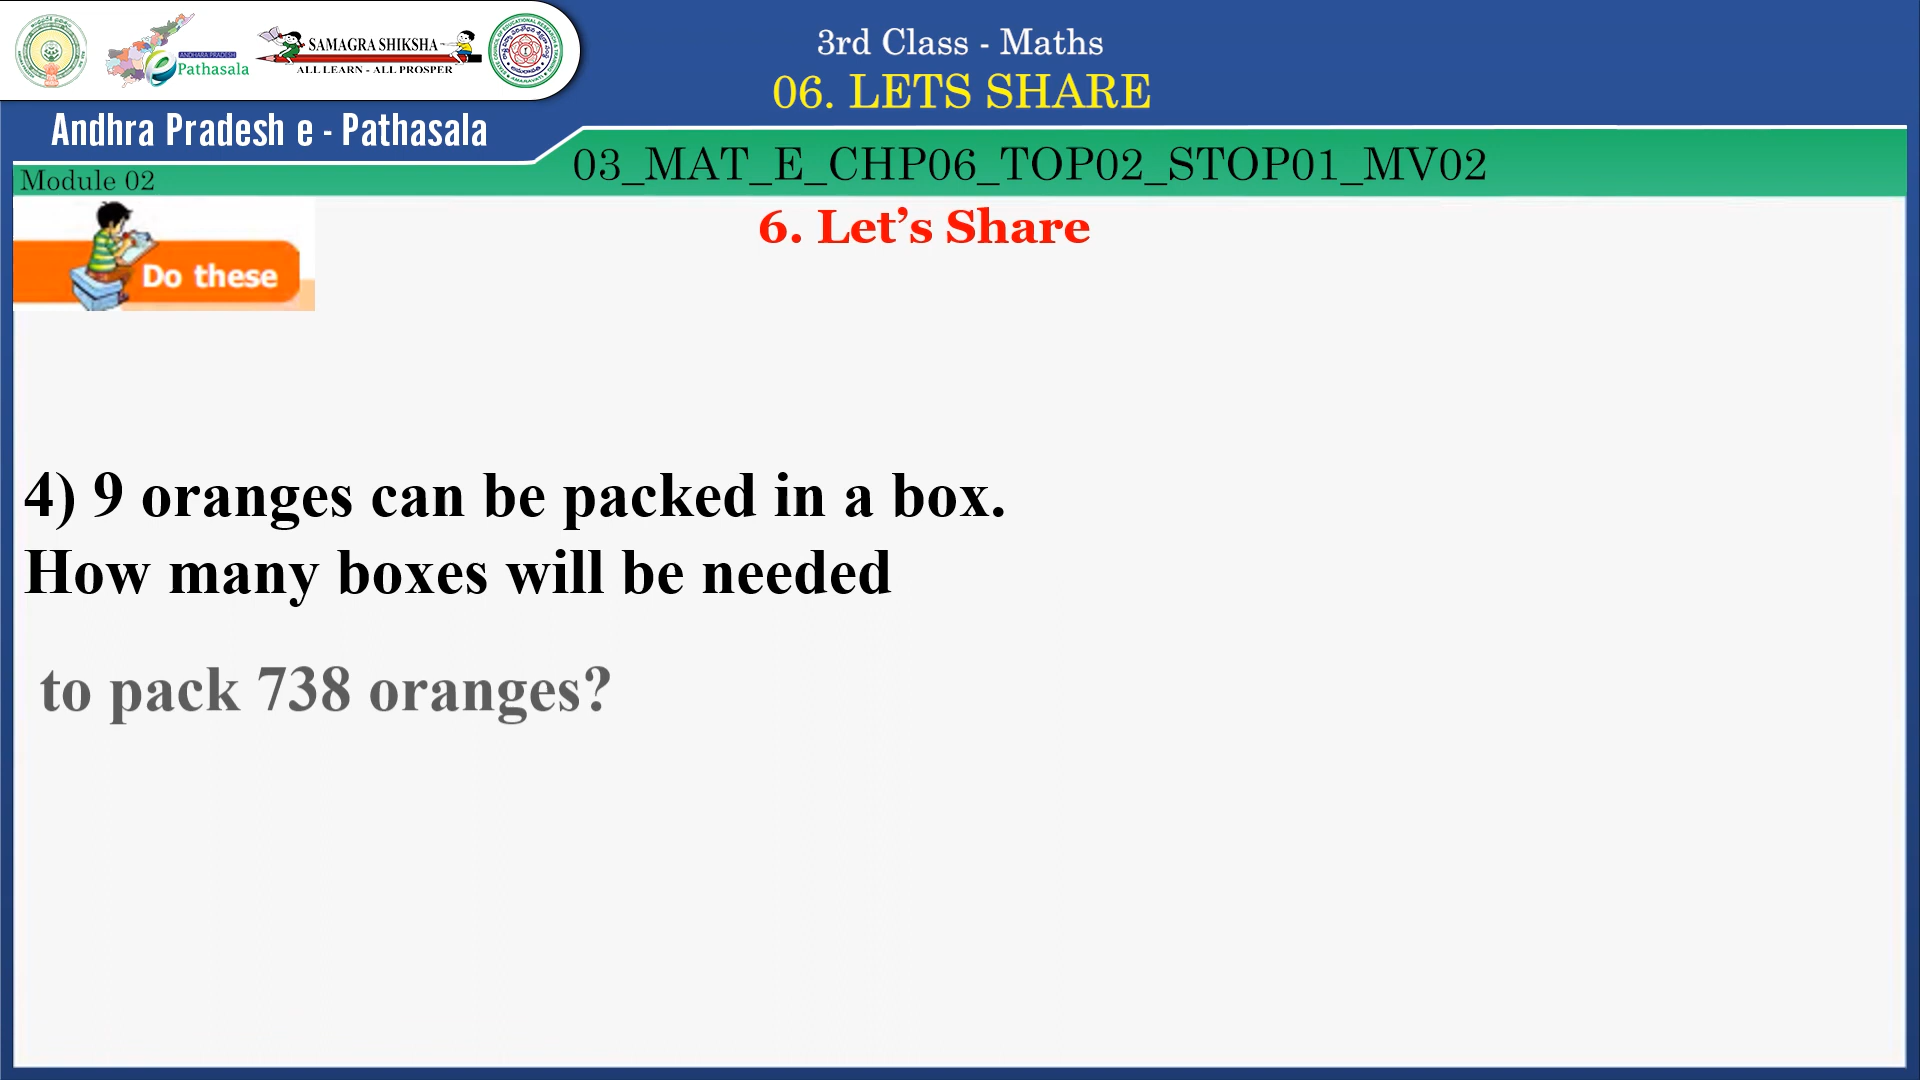 ANDHRA PRADESH
Pathasala
SAMAGRA SHIKSHA
ALL LEARN - ALL PROSPER
Andhra Pradesh e - Pathasala
3rd Class - Maths
06. LETS SHARE
03_MAT_E_CHP06_TOP02_STOP01_MV02
Module 02
6. Let’s Share
Do these
4) 9 oranges can be packed in a box.
How many boxes will be needed
to pack 738 oranges?